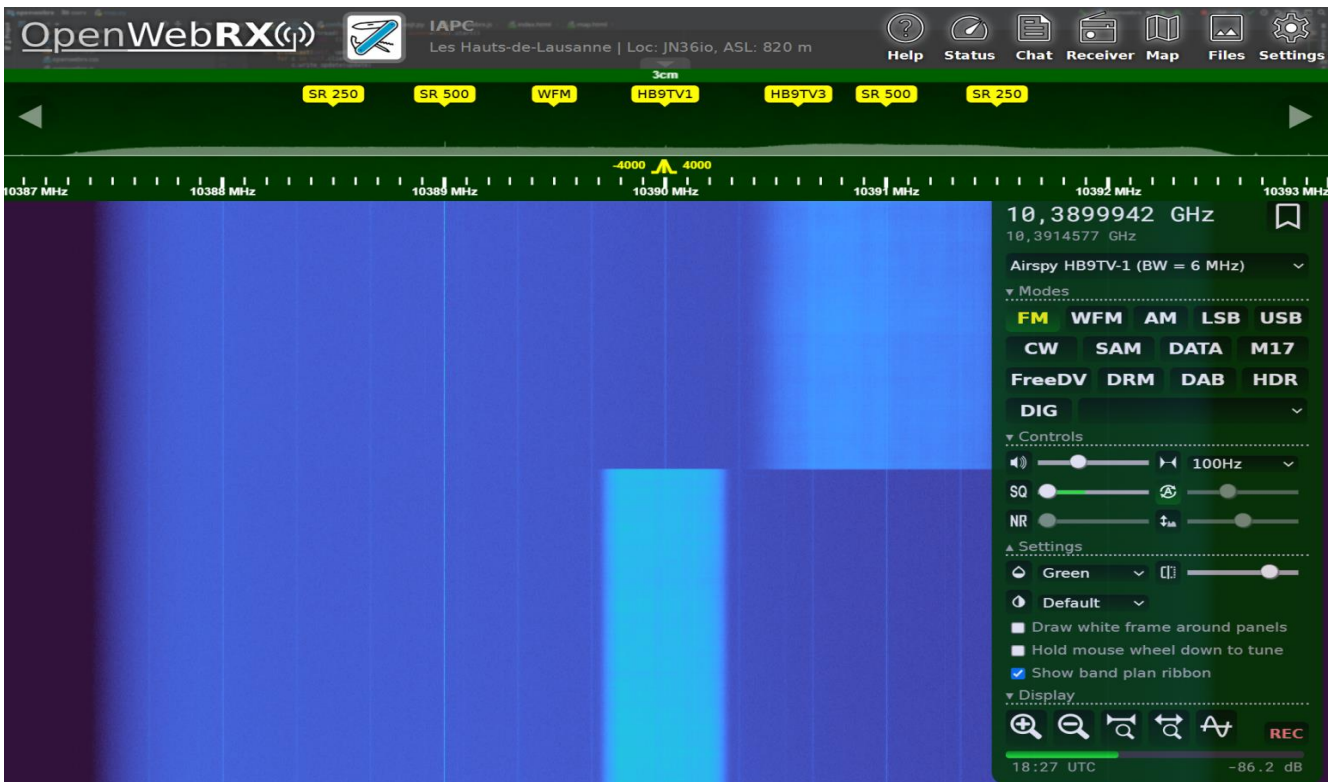 OpenWebRX
IAPC
Les Hauts-de-Lausanne | Loc: JN36io, ASL: 820 m
Help Status Chat Receiver Map Files Settings
3cm
SR 250 SR 500 WFM HB9TV1 HB9TV3 SR 500 SR 250
-4000 4000
10387 MHz 10388 MHz 10389 MHz 10390 MHz 10391 MHz 10392 MHz 10393 MHz
10,3899942 GHz
10,3914577 GHz
Airspy HB9TV-1 (BW = 6 MHz)
▾ Modes
FM WFM AM LSB USB
CW SAM DATA M17
FreeDV DRM DAB HDR
DIG
▾ Controls
100Hz
SQ
NR
▴ Settings
Green
Default
Draw white frame around panels
Hold mouse wheel down to tune
Show band plan ribbon
▾ Display
REC
18:27 UTC -86.2 dB